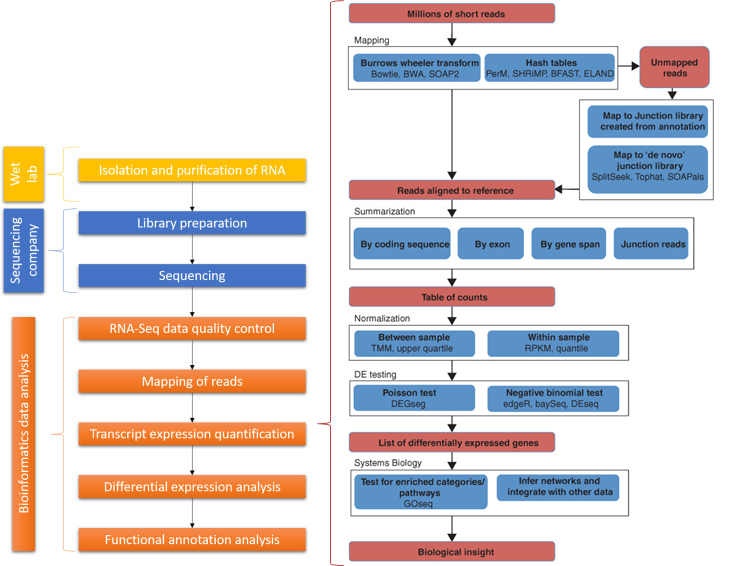 Wet
lab
Isolation and purification of RNA
Sequencing
company
Library preparation
Sequencing
Bioinformatics data analysis
RNA-Seq data quality control
Mapping of reads
Transcript expression quantification
Differential expression analysis
Functional annotation analysis
Millions of short reads
Mapping
Burrows wheeler transform
Bowtie, BWA, SOAP2
Hash tables
PerM, SHRiMP, BFAST, ELAND
Unmapped
reads
Map to Junction library
created from annotation
Map to ‘de novo’
junction library
SplitSeek, Tophat, SOAPals
Reads aligned to reference
Summarization
By coding sequence
By exon
By gene span
Junction reads
Table of counts
Normalization
Between sample
TMM, upper quartile
Within sample
RPKM, quantile
DE testing
Poisson test
DEGseg
Negative binomial test
edgeR, baySeq, DEseq
List of differentially expressed genes
Systems Biology
Test for enriched categories/
pathways
GOseq
Infer networks and
integrate with other data
Biological insight